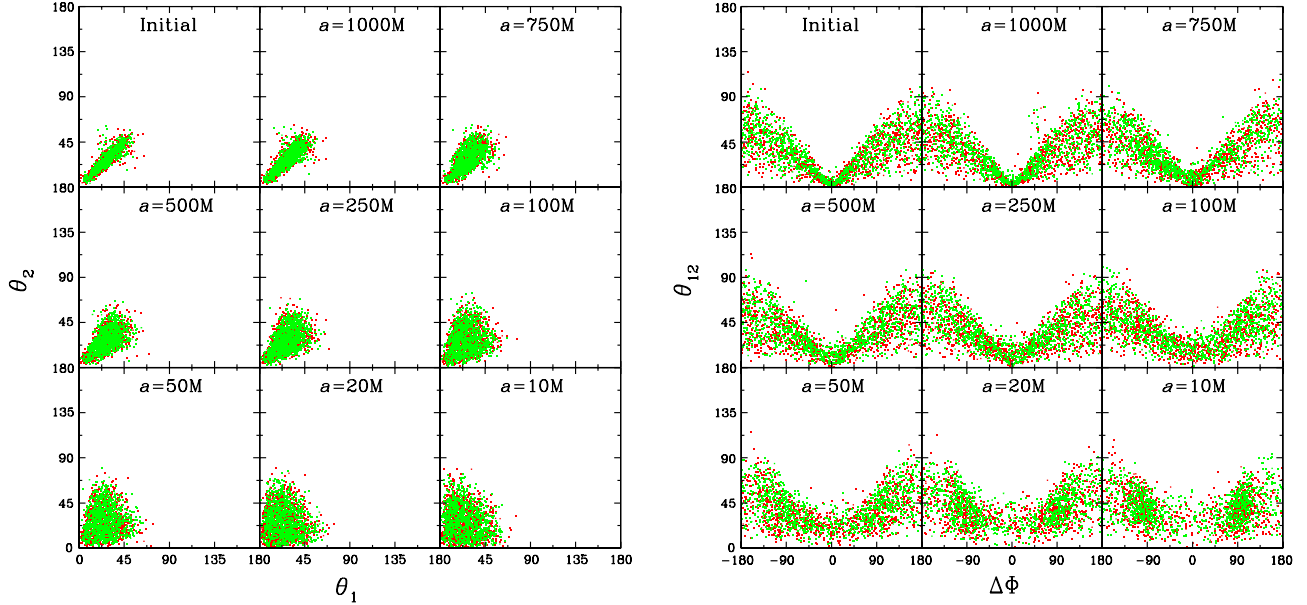 Initial a=1000M a=750M
180 135 90 45
a=500M a=250M a=100M
180 135 90 45
a=50M a=20M a=10M
180 135 90 45 0
0 45 90 135 180 45 90 135 180 45 90 135 180
θ2
θ1
Initial a=1000M a=750M
180 135 90 45
a=500M a=250M a=100M
180 135 90 45
a=50M a=20M a=10M
180 135 90 45 0
−180 −90 0 90 180 −90 0 90 180 −90 0 90 180
θ12
ΔΦ